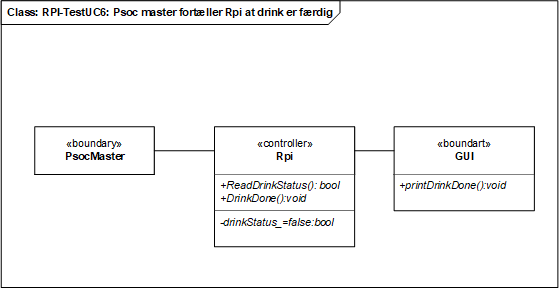 Class: RPI-TestUC6: Psoc master fortæller Rpi at drink er færdig
«boundary»
PsocMaster
«controller»
Rpi
+ReadDrinkStatus(): bool
+DrinkDone():void
-drinkStatus_=false:bool
«boundart»
GUI
+printDrinkDone():void